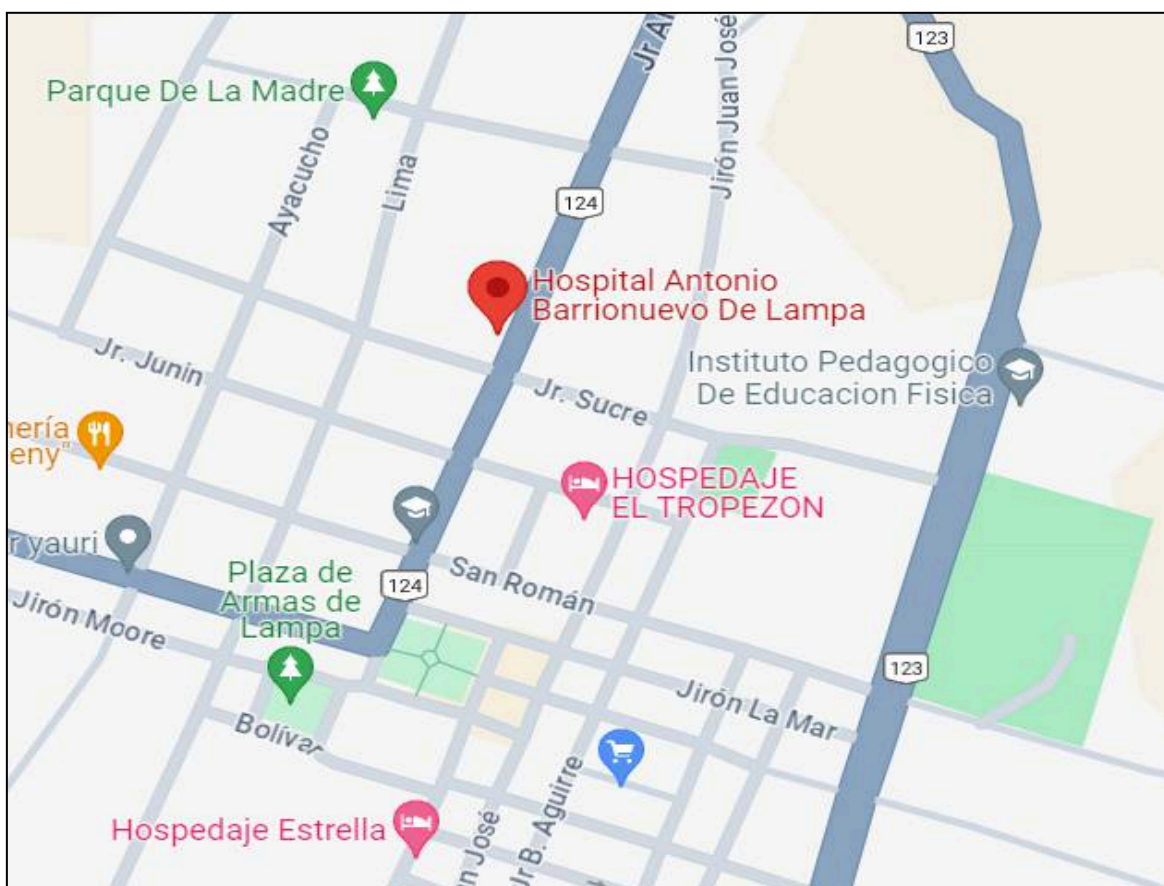 123
Jr A
Parque De La Madre
Jirón Juan José
Ayacucho
Lima
124
Hospital Antonio
Barrionuevo De Lampa
Jr. Junin
Instituto Pedagogico
De Educacion Fisica
Jr. Sucre
nería
eny"
HOSPEDAJE
EL TROPEZON
r yauri
Plaza de
Armas de
Lampa
124
San Román
Jirón Moore
123
Jirón La Mar
Bolívar
Hospedaje Estrella
an José
Jr B. Aguirre